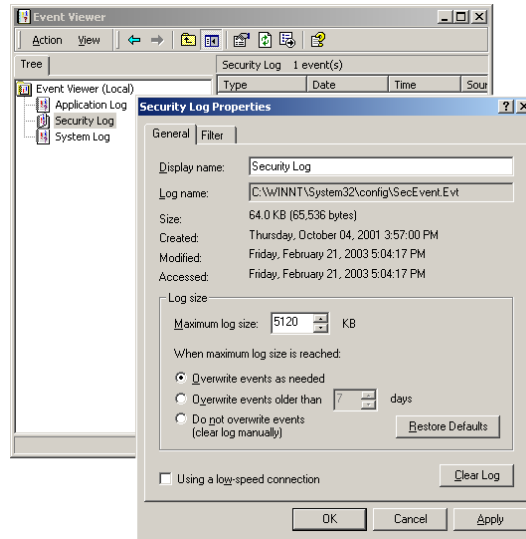 Event Viewer
Action View
Tree
Security Log 1 event(s)
Type Date Time Sour
Event Viewer (Local)
Application Log
Security Log
System Log
Security Log Properties
General Filter
Display name: Security Log
Log name: C:\WINNT\System32\config\SecEvent.Evt
Size: 64.0 KB (65,536 bytes)
Created: Thursday, October 04, 2001 3:57:00 PM
Modified: Friday, February 21, 2003 5:04:17 PM
Accessed: Friday, February 21, 2003 5:04:17 PM
Log size
Maximum log size: 5120 KB
When maximum log size is reached:
Overwrite events as needed
Overwrite events older than 7 days
Do not overwrite events
(clear log manually)
Restore Defaults
Using a low-speed connection
Clear Log
OK Cancel Apply